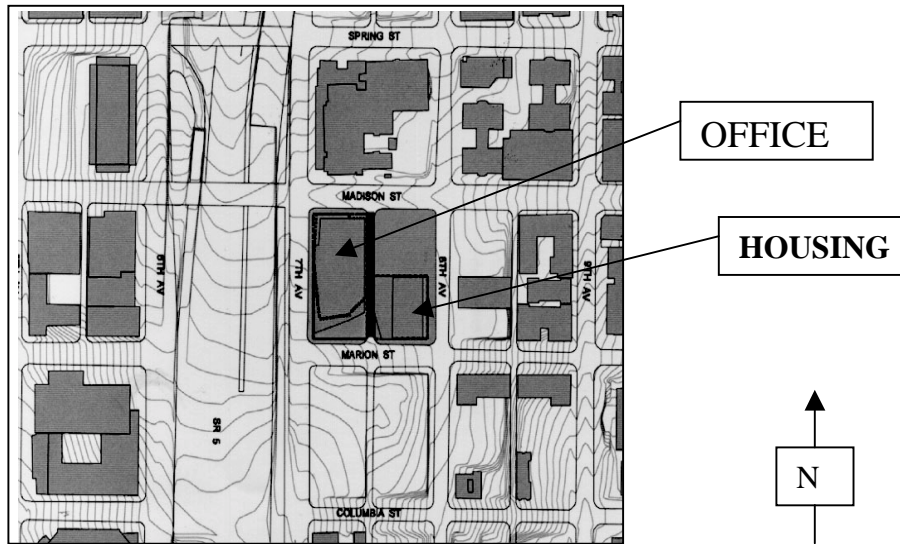 SPRING ST
OFFICE
MADISON ST
HOUSING
6TH AV
7TH AV
8TH AV
9TH AV
MARION ST
SR 5
N
COLUMBIA ST